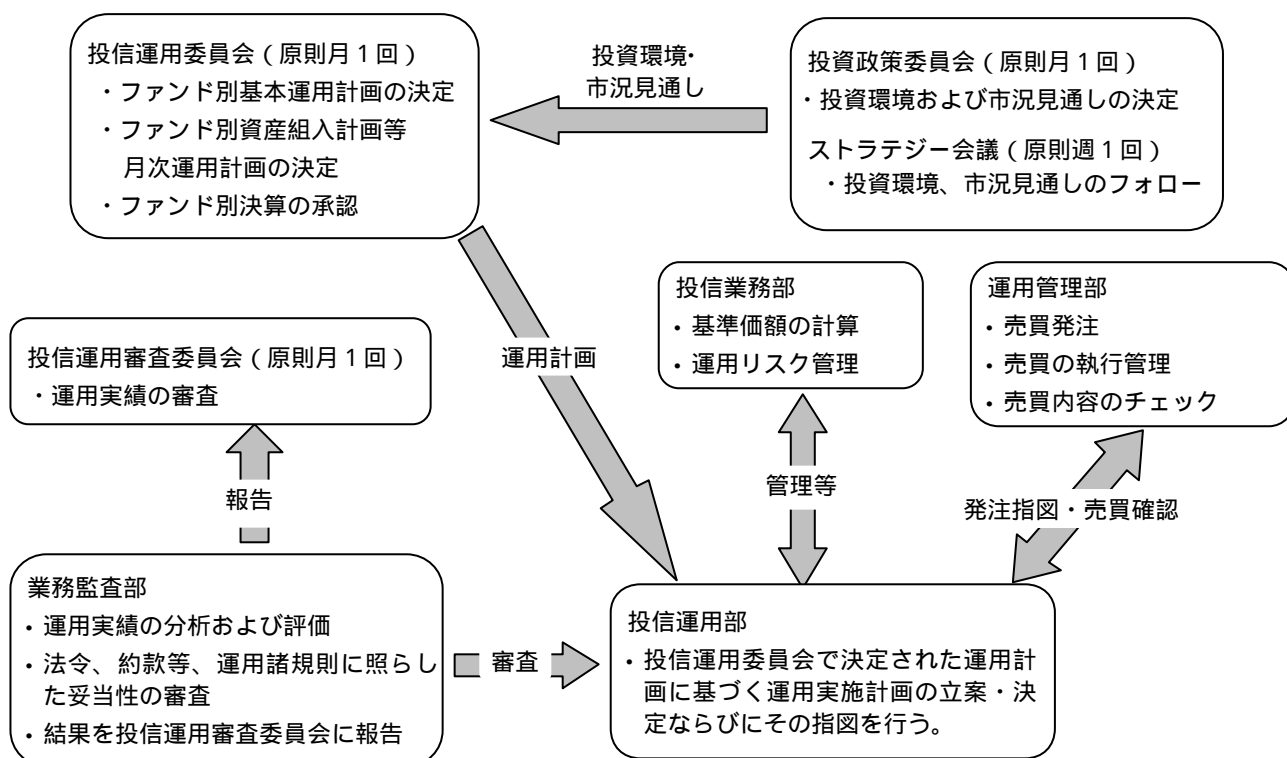 投信運用委員会(原則月1回)
・ファンド別基本運用計画の決定
・ファンド別資産組入計画等
月次運用計画の決定
・ファンド別決算の承認
投資環境・
市況見通し
投資政策委員会(原則月1回)
・投資環境および市況見通しの決定
ストラテジー会議(原則週1回)
・投資環境、市況見通しのフォロー
投信運用審査委員会(原則月1回)
・運用実績の審査
運用計画
投信業務部
・基準価額の計算
・運用リスク管理
運用管理部
・売買発注
・売買の執行管理
・売買内容のチェック
報告
管理等
発注指図・売買確認
業務監査部
・運用実績の分析および評価
・法令、約款等、運用諸規則に照らし
た妥当性の審査
・結果を投信運用審査委員会に報告
審査
投信運用部
・投信運用委員会で決定された運用計
画に基づく運用実施計画の立案・決
定ならびにその指図を行う。